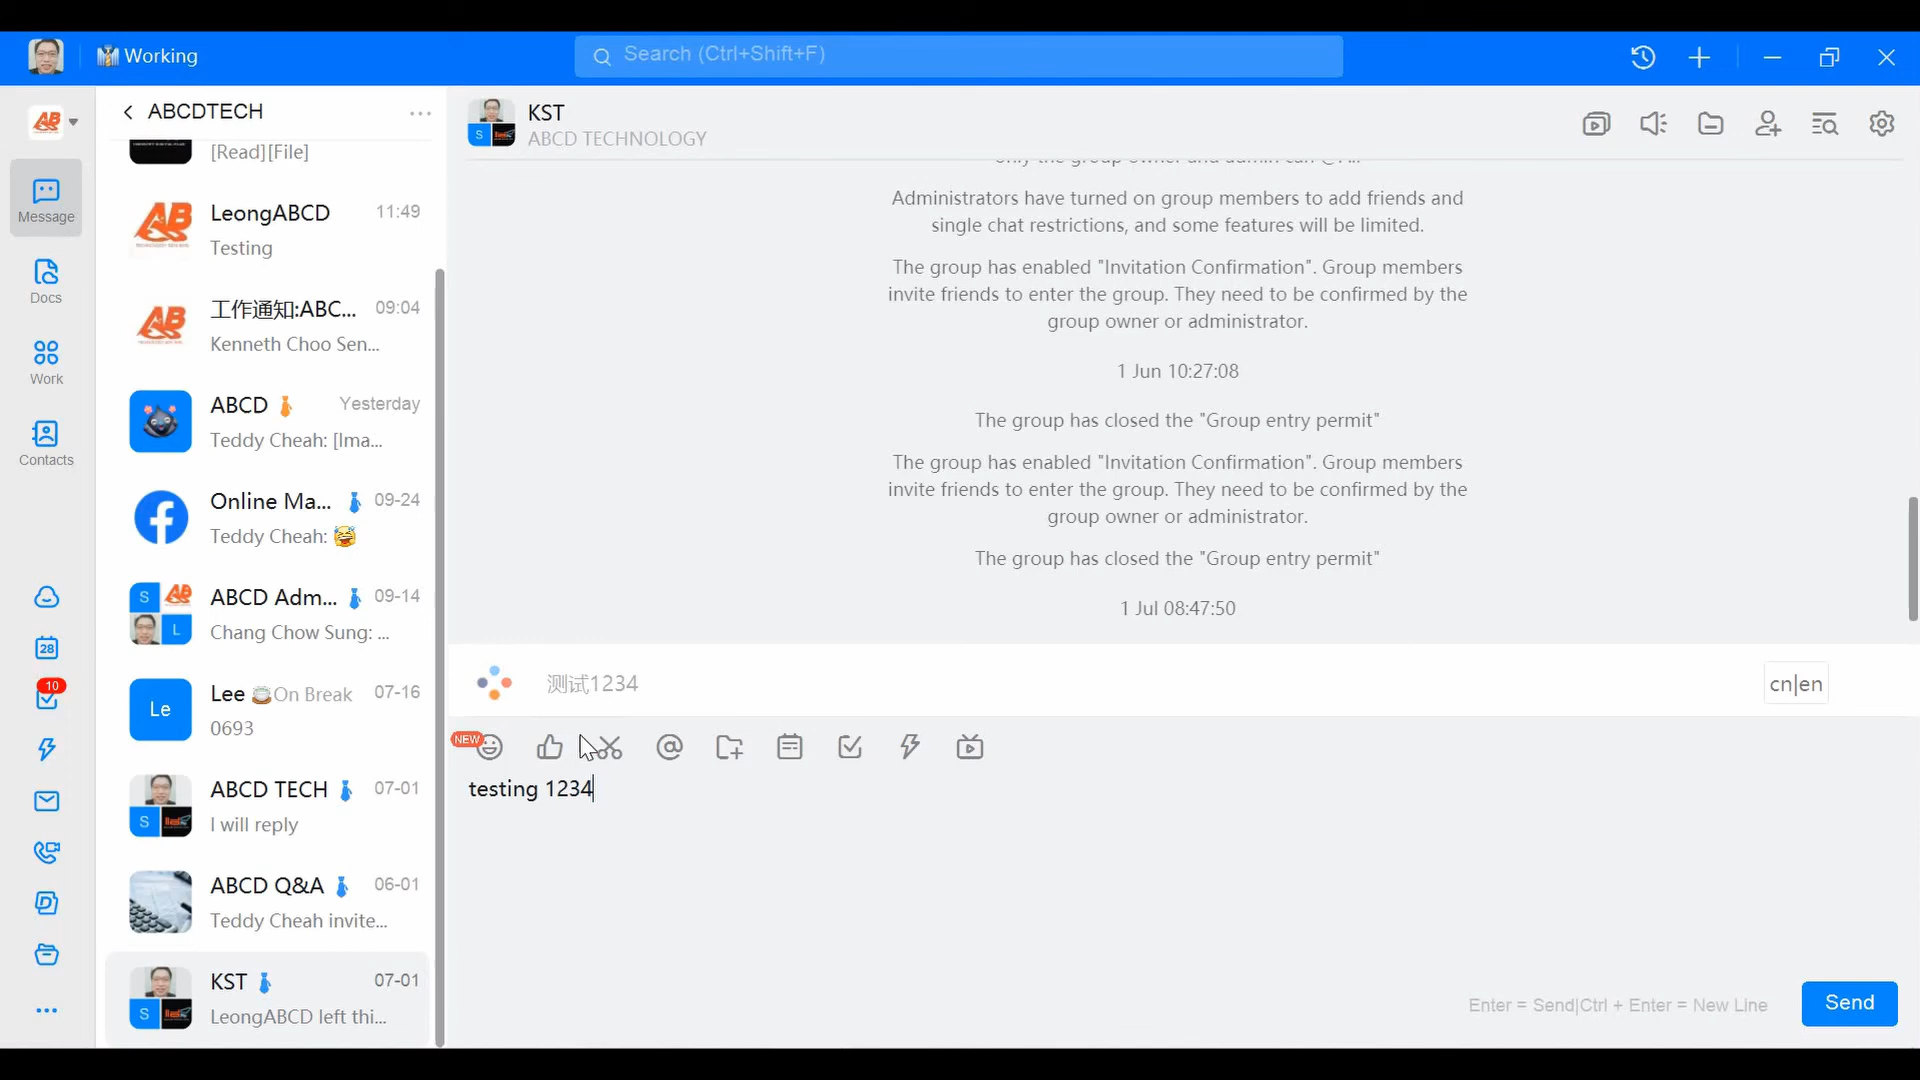 Working
Search (Ctrl+Shift+F)
ABCDTECH
[Read][File]
LeongABCD 11:49
Testing
工作通知:ABC... 09:04
Kenneth Choo Sen...
ABCD Yesterday
Teddy Cheah: [Ima...
Online Ma... 09-24
Teddy Cheah:
ABCD Adm... 09-14
Chang Chow Sung: ...
Lee On Break 07-16
0693
ABCD TECH 07-01
I will reply
ABCD Q&A 06-01
Teddy Cheah invite...
KST 07-01
LeongABCD left thi...
Message
Docs
Work
Contacts
28
10
AB
S
L
Le
S
S
KST
ABCD TECHNOLOGY
S
Administrators have turned on group members to add friends and
single chat restrictions, and some features will be limited.
The group has enabled "Invitation Confirmation". Group members
invite friends to enter the group. They need to be confirmed by the
group owner or administrator.
1 Jun 10:27:08
The group has closed the "Group entry permit"
The group has enabled "Invitation Confirmation". Group members
invite friends to enter the group. They need to be confirmed by the
group owner or administrator.
The group has closed the "Group entry permit"
1 Jul 08:47:50
测试1234
cn|en
NEW
testing 1234
Enter = Send|Ctrl + Enter = New Line
Send